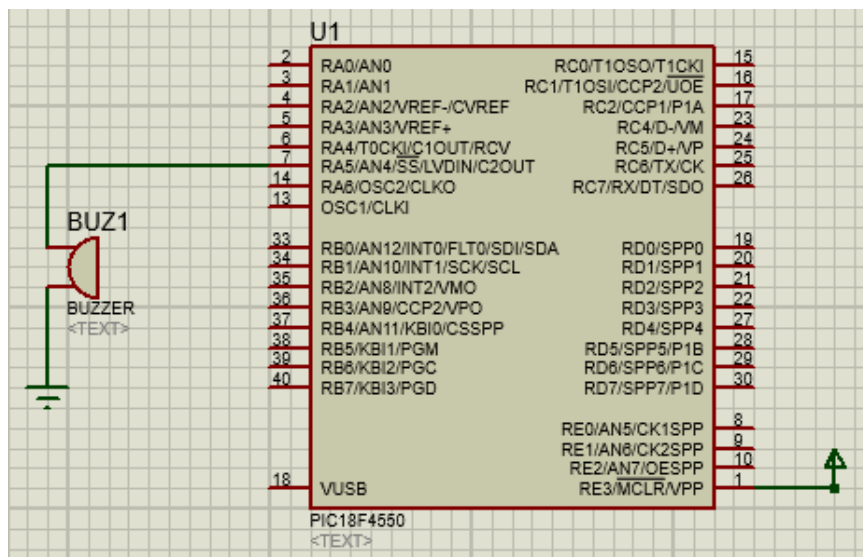 U1
2 RA0/AN0 RC0/T1OSO/T1CKI 15
3 RA1/AN1 RC1/T1OSI/CCP2/UOE 16
4 RA2/AN2/VREF-/CVREF RC2/CCP1/P1A 17
5 RA3/AN3/VREF+ RC4/D-/VM 23
6 RA4/T0CKI/C1OUT/RCV RC5/D+/VP 24
7 RA5/AN4/SS/LVDIN/C2OUT RC6/TX/CK 25
14 RA6/OSC2/CLKO RC7/RX/DT/SDO 26
13 OSC1/CLKI
BUZ1
BUZZER
<TEXT>
33 RB0/AN12/INT0/FLT0/SDI/SDA RD0/SPP0 19
34 RB1/AN10/INT1/SCK/SCL RD1/SPP1 20
35 RB2/AN8/INT2/VMO RD2/SPP2 21
36 RB3/AN9/CCP2/VPO RD3/SPP3 22
37 RB4/AN11/KBI0/CSSPP RD4/SPP4 27
38 RB5/KBI1/PGM RD5/SPP5/P1B 28
39 RB6/KBI2/PGC RD6/SPP6/P1C 29
40 RB7/KBI3/PGD RD7/SPP7/P1D 30
RE0/AN5/CK1SPP 8
RE1/AN6/CK2SPP 9
RE2/AN7/OESPP 10
18 VUSB RE3/MCLR/VPP 1
PIC18F4550
<TEXT>